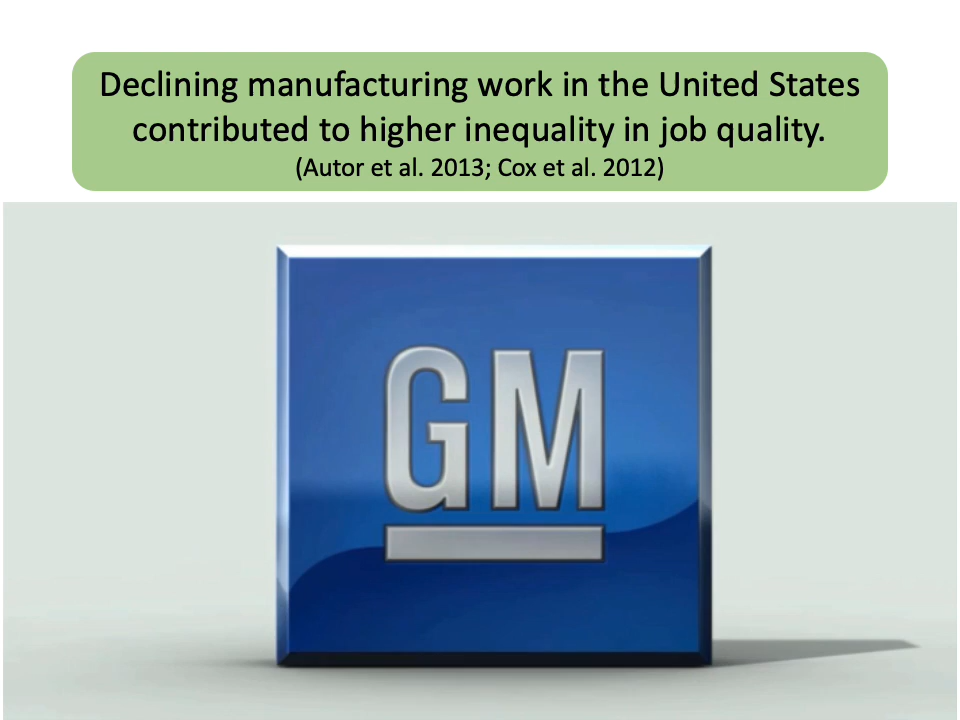 Declining manufacturing work in the United States
contributed to higher inequality in job quality.
(Autor et al. 2013; Cox et al. 2012)
GM